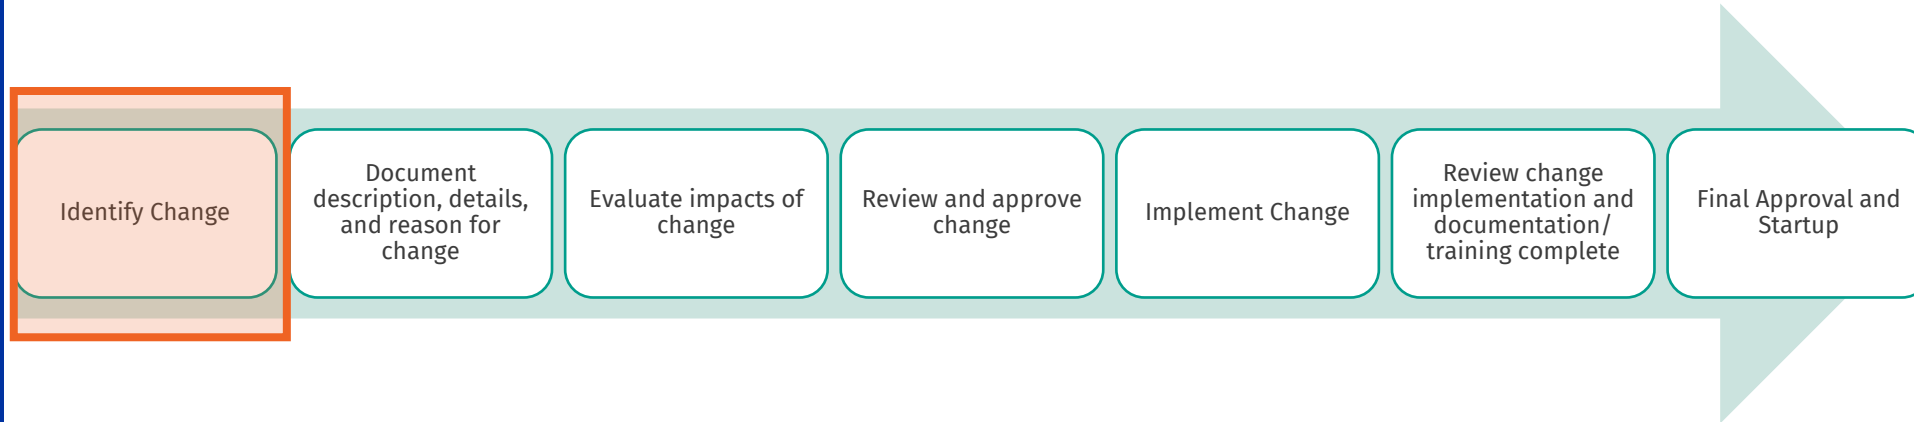 Identify Change
Document
description, details,
and reason for
change
Evaluate impacts of
change
Review and approve
change
Implement Change
Review change
implementation and
documentation/
training complete
Final Approval and
Startup